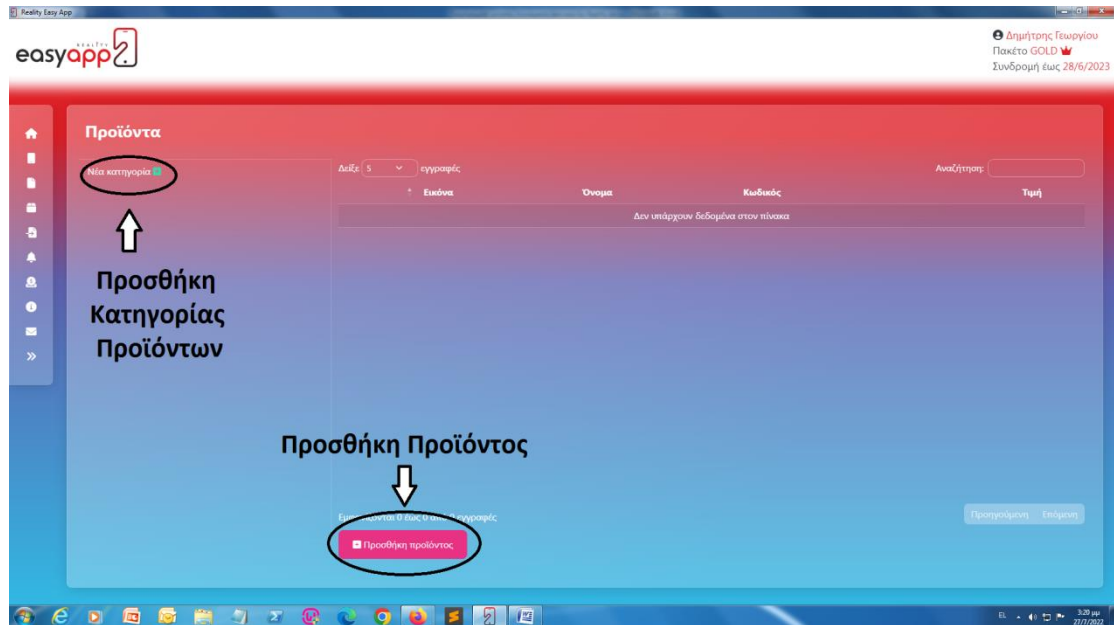 Reality Easy App
easyapp
REALITY
Δημήτρης Γεωργίου
Πακέτο GOLD
Συνδρομή έως 28/6/2023
Προϊόντα
Νέα κατηγορία
Δείξε 5 εγγραφές
Αναζήτηση:
Εικόνα Όνομα Κωδικός Τιμή
Δεν υπάρχουν δεδομένα στον πίνακα
Προσθήκη
Κατηγορίας
Προϊόντων
Προσθήκη Προϊόντος
0 έως 0 από 0 εγγραφές
Προηγούμενη Επόμενη
Προσθήκη προϊόντος
EL
3:20 μμ
27/7/2022